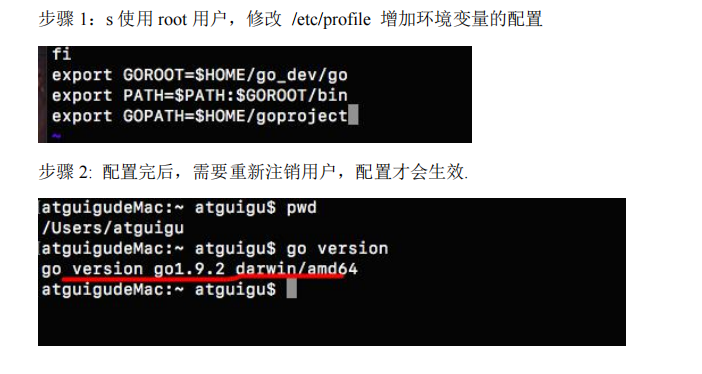 步骤 1：s 使用 root 用户，修改 /etc/profile 增加环境变量的配置
fi
export GOROOT=$HOME/go_dev/go
export PATH=$PATH:$GOROOT/bin
export GOPATH=$HOME/goproject
~
步骤 2: 配置完后，需要重新注销用户，配置才会生效.
[atguigudeMac:~ atguigu$ pwd
/Users/atguigu
[atguigudeMac:~ atguigu$ go version
go version go1.9.2 darwin/amd64
atguigudeMac:~ atguigu$